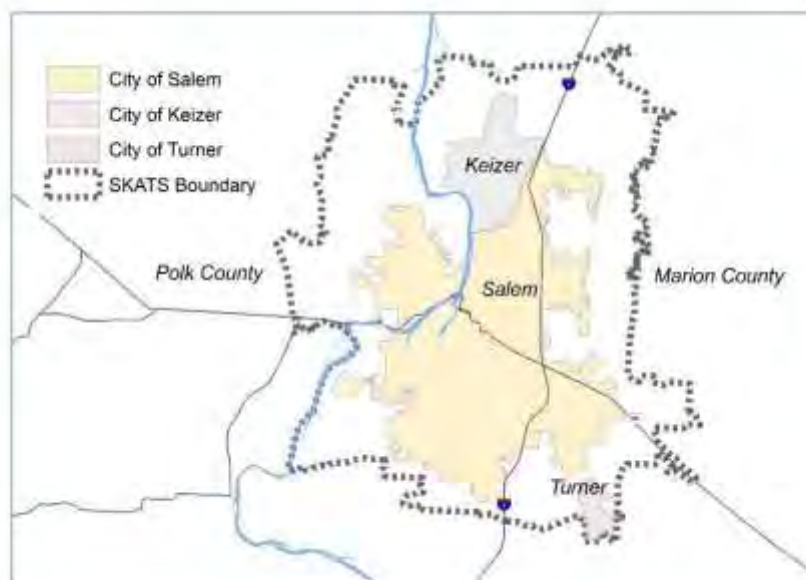 City of Salem
City of Keizer
City of Turner
SKATS Boundary
Keizer
Polk County
Salem
Marion County
Turner